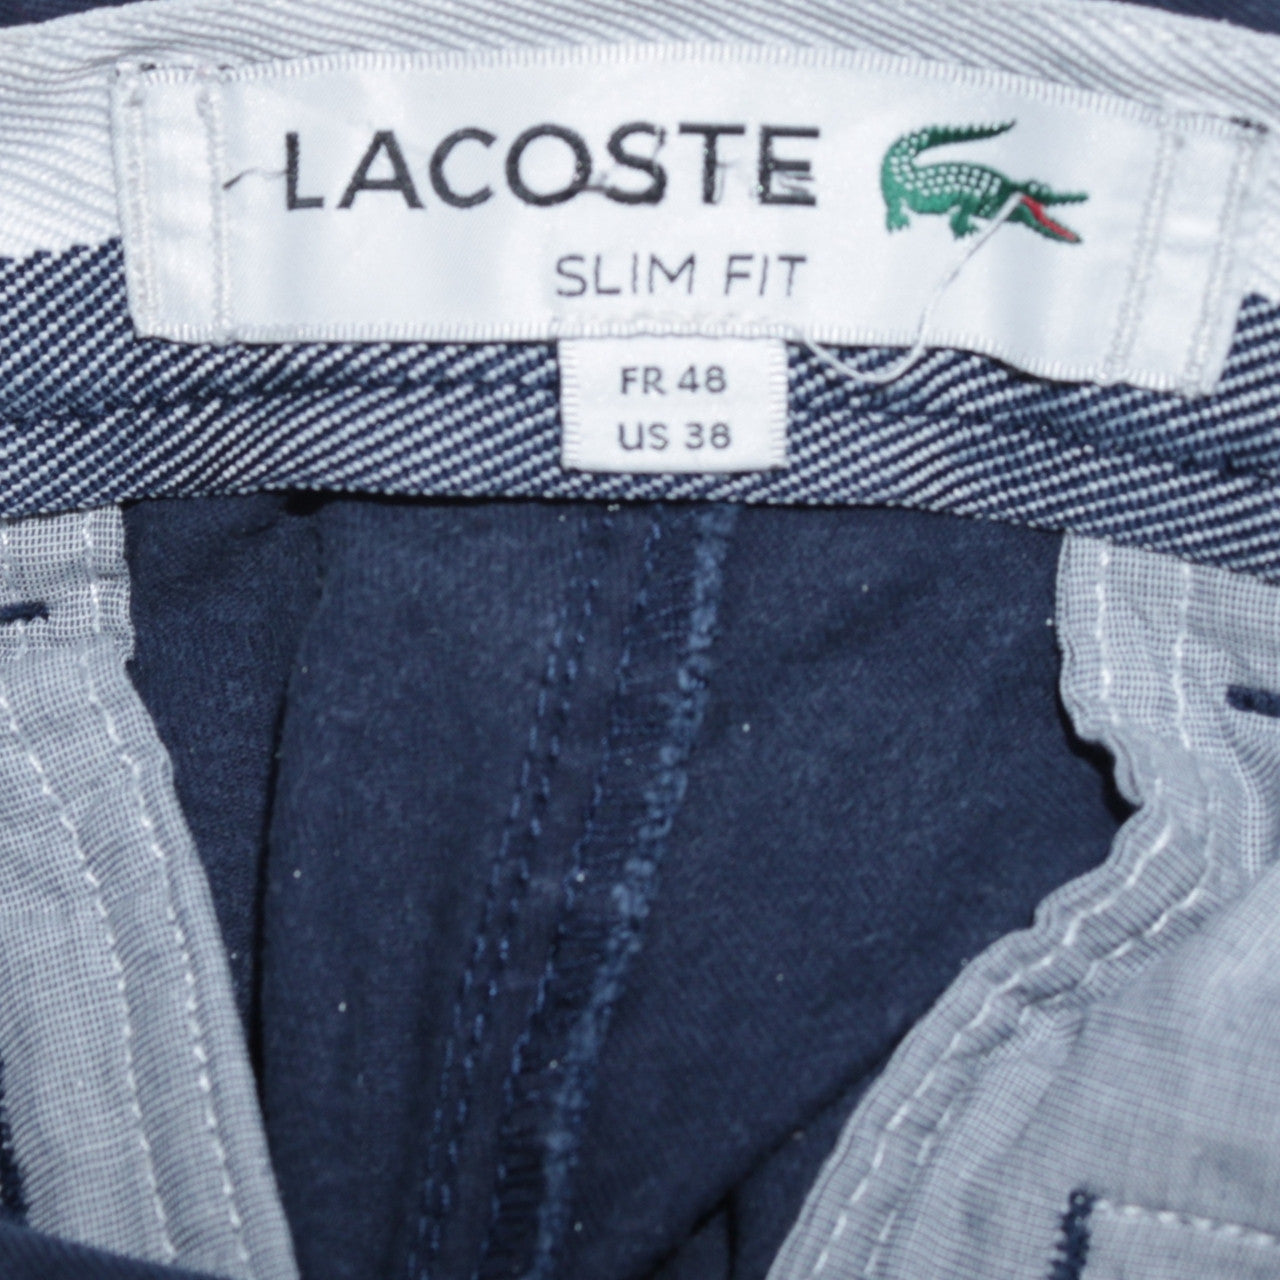 LACOSTE
SLIM FIT
FR 48
US 38